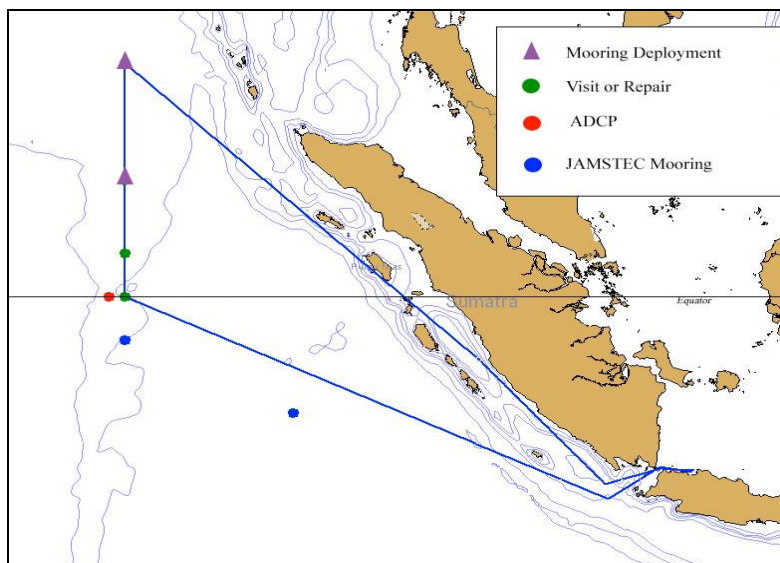 Mooring Deployment
Visit or Repair
ADCP
JAMSTEC Mooring
Sumatra
Equator